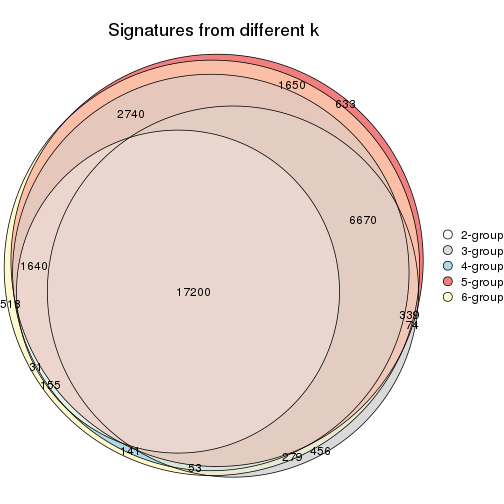 Signatures from different k
1650
633
2740
6670
2-group
3-group
4-group
5-group
6-group
1640
17200
518
339
74
31
155
141
456
279
53